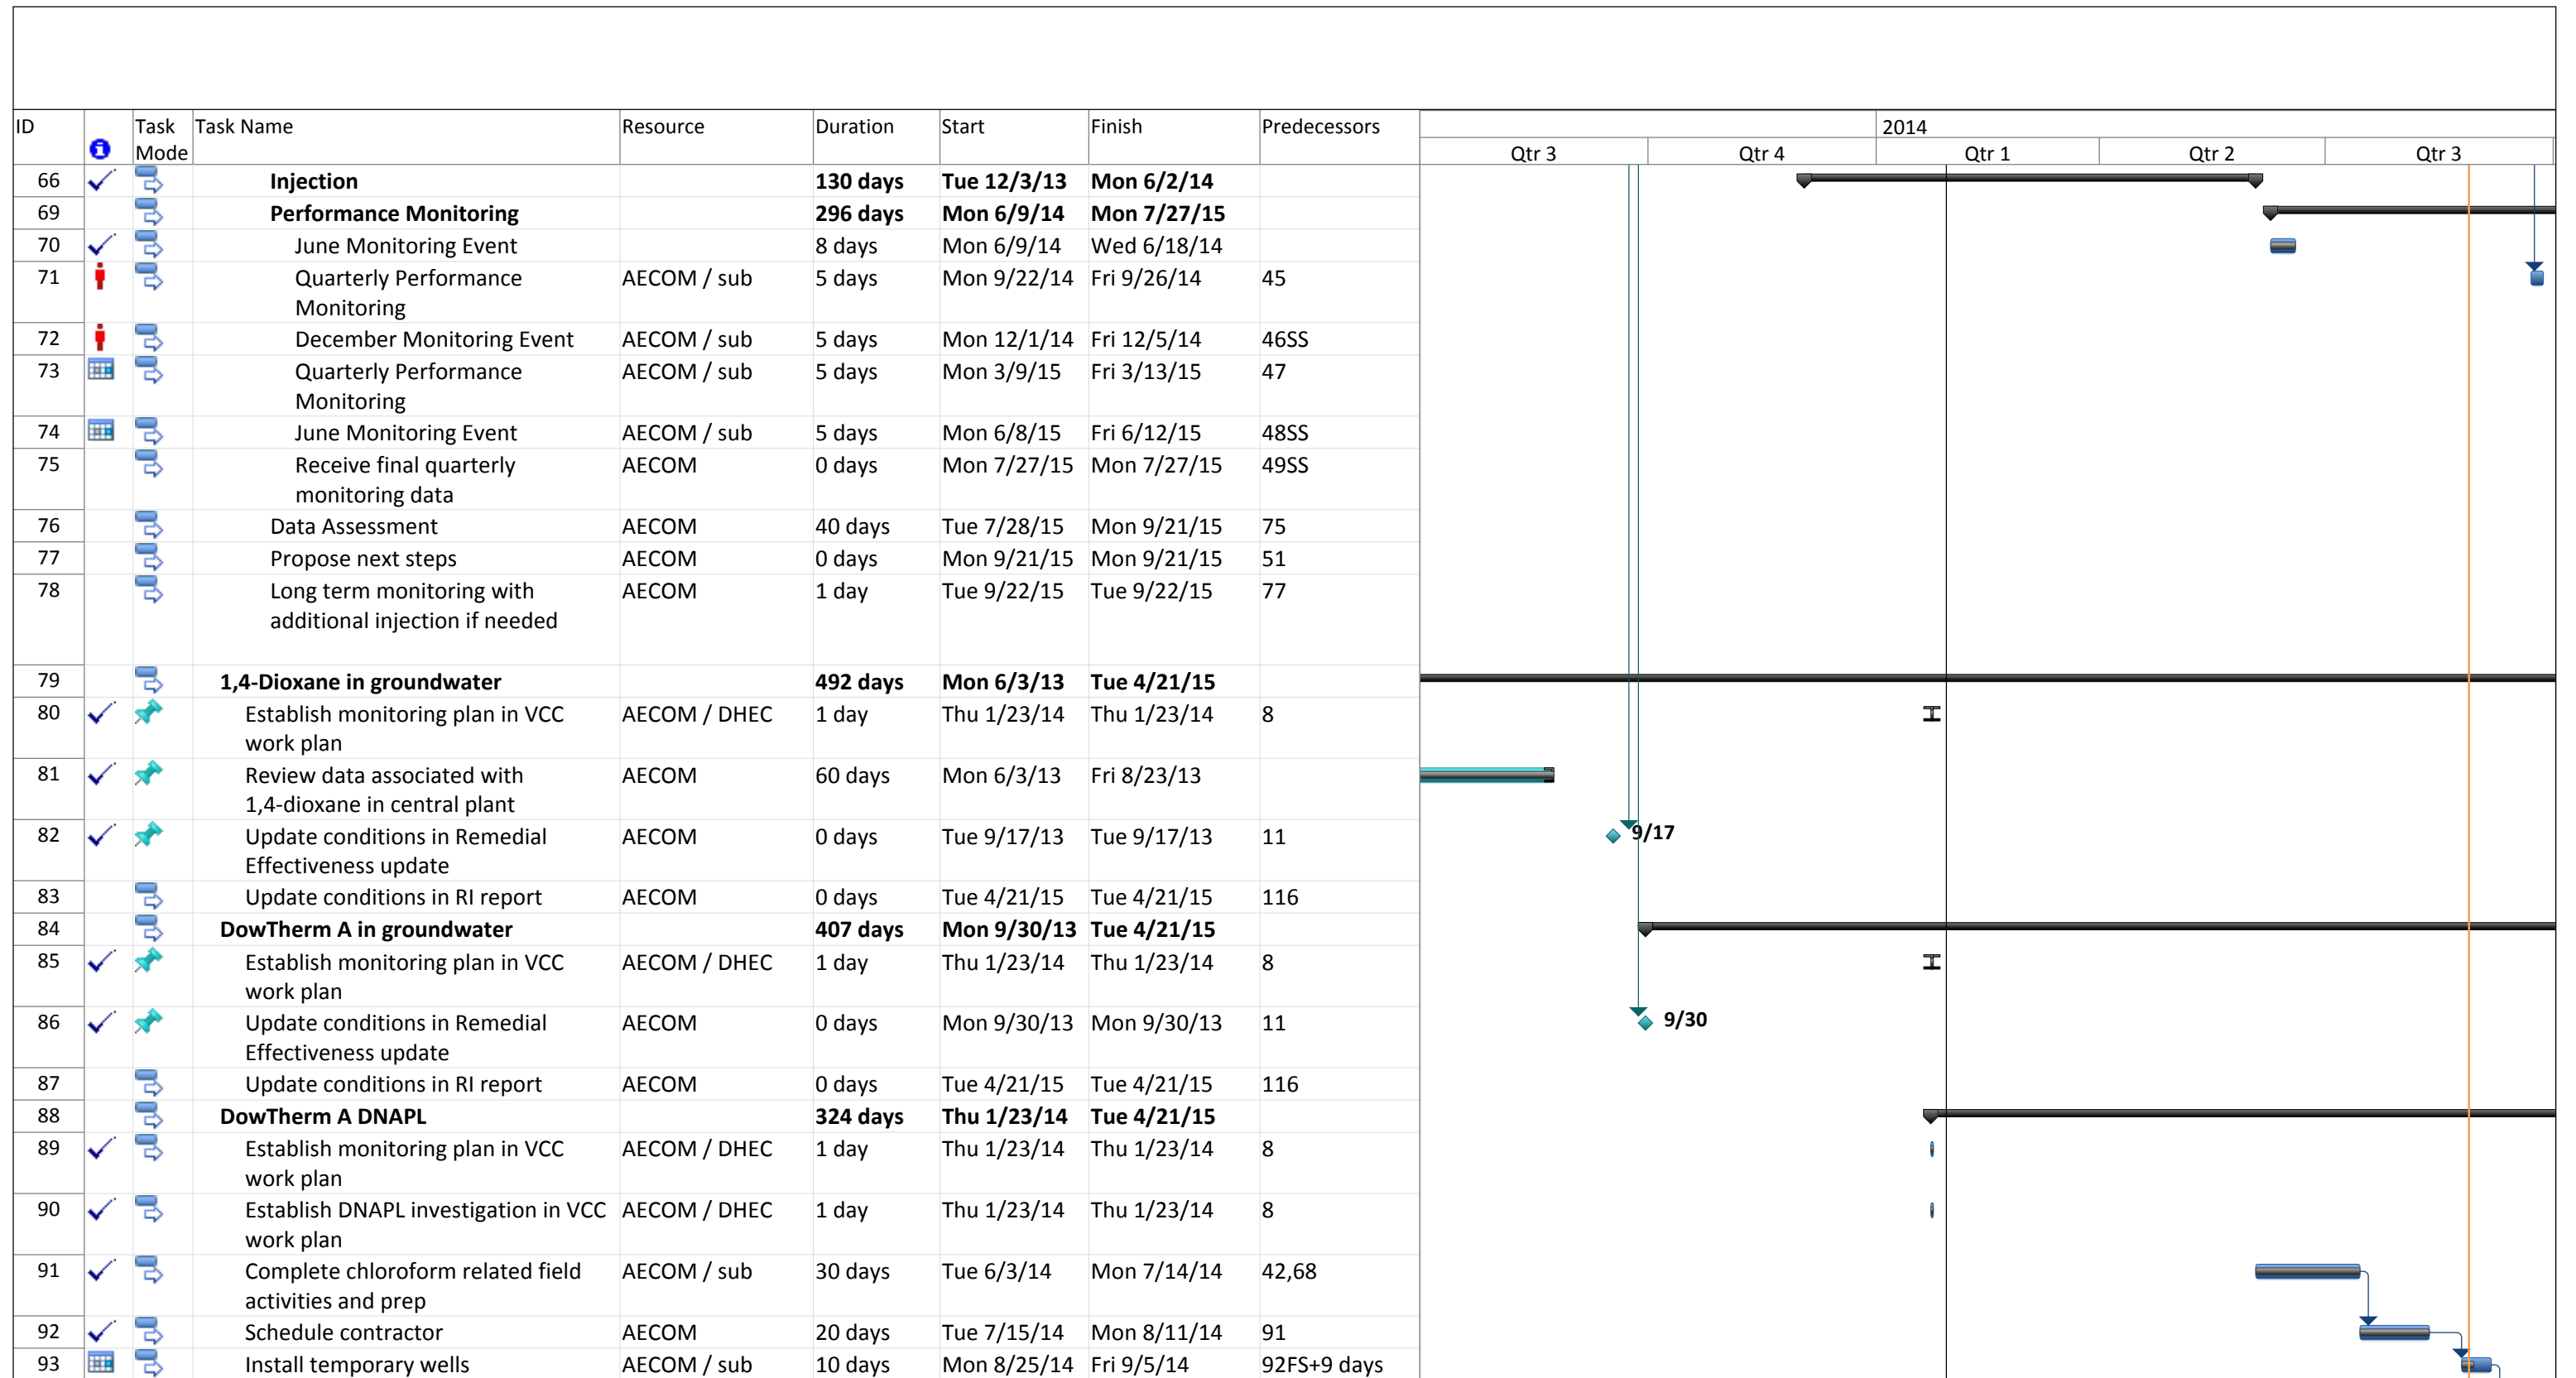 ID Task Task Name Resource Duration Start Finish Predecessors 2014
Mode Qtr 3 Qtr 4 Qtr 1 Qtr 2 Qtr 3
66 Injection 130 days Tue 12/3/13 Mon 6/2/14
69 Performance Monitoring 296 days Mon 6/9/14 Mon 7/27/15
70 June Monitoring Event 8 days Mon 6/9/14 Wed 6/18/14
71 Quarterly Performance AECOM / sub 5 days Mon 9/22/14 Fri 9/26/14 45
Monitoring
72 December Monitoring Event AECOM / sub 5 days Mon 12/1/14 Fri 12/5/14 46SS
73 Quarterly Performance AECOM / sub 5 days Mon 3/9/15 Fri 3/13/15 47
Monitoring
74 June Monitoring Event AECOM / sub 5 days Mon 6/8/15 Fri 6/12/15 48SS
75 Receive final quarterly AECOM 0 days Mon 7/27/15 Mon 7/27/15 49SS
monitoring data
76 Data Assessment AECOM 40 days Tue 7/28/15 Mon 9/21/15 75
77 Propose next steps AECOM 0 days Mon 9/21/15 Mon 9/21/15 51
78 Long term monitoring with AECOM 1 day Tue 9/22/15 Tue 9/22/15 77
additional injection if needed
79 1,4-Dioxane in groundwater 492 days Mon 6/3/13 Tue 4/21/15
80 Establish monitoring plan in VCC AECOM / DHEC 1 day Thu 1/23/14 Thu 1/23/14 8
work plan
81 Review data associated with AECOM 60 days Mon 6/3/13 Fri 8/23/13
1,4-dioxane in central plant
82 Update conditions in Remedial AECOM 0 days Tue 9/17/13 Tue 9/17/13 11 9/17
Effectiveness update
83 Update conditions in RI report AECOM 0 days Tue 4/21/15 Tue 4/21/15 116
84 DowTherm A in groundwater 407 days Mon 9/30/13 Tue 4/21/15
85 Establish monitoring plan in VCC AECOM / DHEC 1 day Thu 1/23/14 Thu 1/23/14 8
work plan
86 Update conditions in Remedial AECOM 0 days Mon 9/30/13 Mon 9/30/13 11 9/30
Effectiveness update
87 Update conditions in RI report AECOM 0 days Tue 4/21/15 Tue 4/21/15 116
88 DowTherm A DNAPL 324 days Thu 1/23/14 Tue 4/21/15
89 Establish monitoring plan in VCC AECOM / DHEC 1 day Thu 1/23/14 Thu 1/23/14 8
work plan
90 Establish DNAPL investigation in VCC AECOM / DHEC 1 day Thu 1/23/14 Thu 1/23/14 8
work plan
91 Complete chloroform related field AECOM / sub 30 days Tue 6/3/14 Mon 7/14/14 42,68
activities and prep
92 Schedule contractor AECOM 20 days Tue 7/15/14 Mon 8/11/14 91
93 Install temporary wells AECOM / sub 10 days Mon 8/25/14 Fri 9/5/14 92FS+9 days